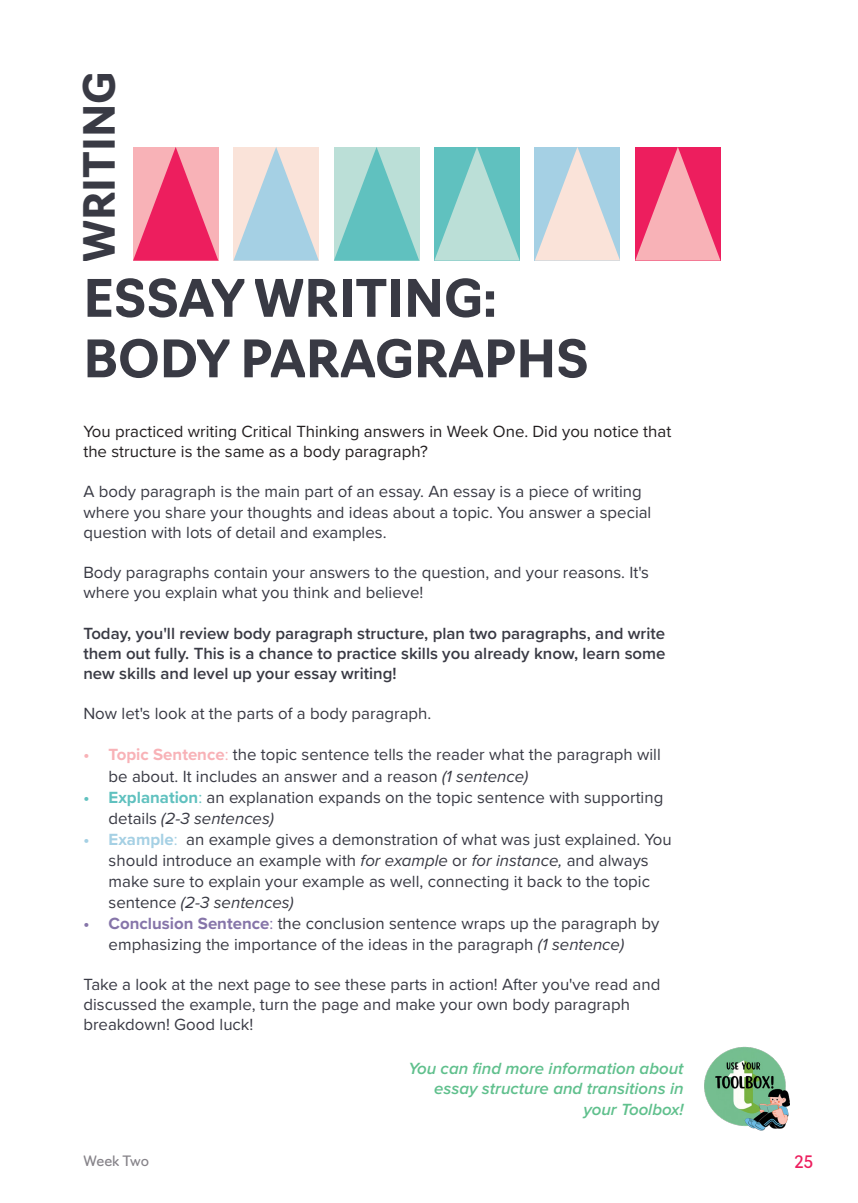 WRITING
ESSAY WRITING:
BODY PARAGRAPHS
You practiced writing Critical Thinking answers in Week One. Did you notice that
the structure is the same as a body paragraph?
A body paragraph is the main part of an essay. An essay is a piece of writing
where you share your thoughts and ideas about a topic. You answer a special
question with lots of detail and examples.
Body paragraphs contain your answers to the question, and your reasons. It's
where you explain what you think and believe!
Today, you'll review body paragraph structure, plan two paragraphs, and write
them out fully. This is a chance to practice skills you already know, learn some
new skills and level up your essay writing!
Now let's look at the parts of a body paragraph.
• Topic Sentence: the topic sentence tells the reader what the paragraph will
be about. It includes an answer and a reason (1 sentence)
• Explanation: an explanation expands on the topic sentence with supporting
details (2-3 sentences)
• Example: an example gives a demonstration of what was just explained. You
should introduce an example with for example or for instance, and always
make sure to explain your example as well, connecting it back to the topic
sentence (2-3 sentences)
• Conclusion Sentence: the conclusion sentence wraps up the paragraph by
emphasizing the importance of the ideas in the paragraph (1 sentence)
Take a look at the next page to see these parts in action! After you've read and
discussed the example, turn the page and make your own body paragraph
breakdown! Good luck!
You can find more information about
essay structure and transitions in
your Toolbox!
USE YOUR
TOOLBOX!
t
Week Two
25